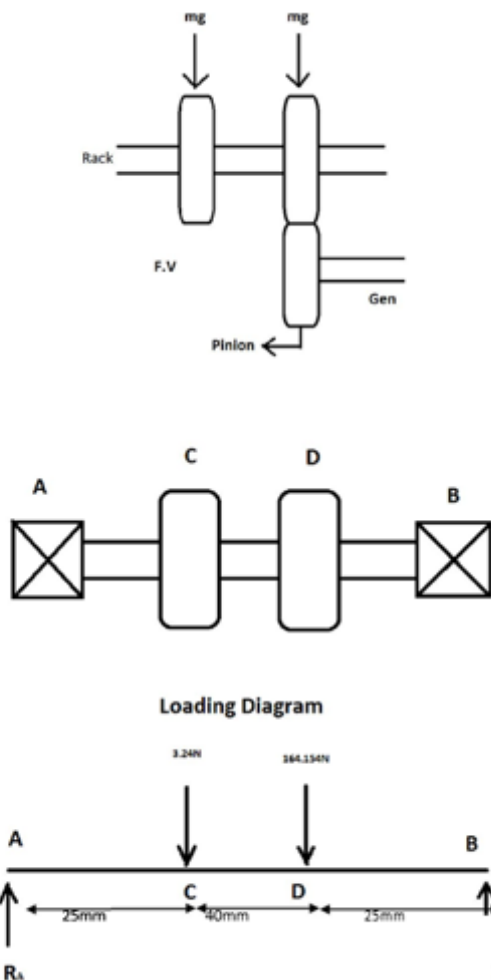 mg mg
Rack
F.V
Gen
Pinion
C D
A
B
Loading Diagram
3.24N 164.154N
A
B
C D
25mm 40mm 25mm
RA